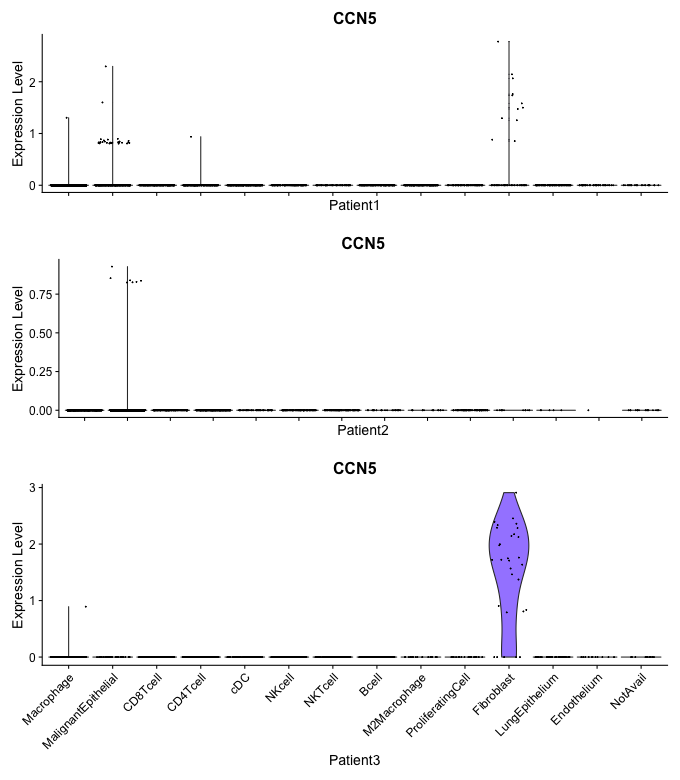 CCN5
Expression Level
2
1
0
Patient1
CCN5
Expression Level
0.75
0.50
0.25
0.00
Patient2
CCN5
Expression Level
3
2
1
0
Macrophage
MalignantEpithelial
CD8Tcell
CD4Tcell
cDC
NKcell
NKTcell
Bcell
M2Macrophage
ProliferatingCell
Fibroblast
LungEpithelium
Endothelium
NotAvail
Patient3